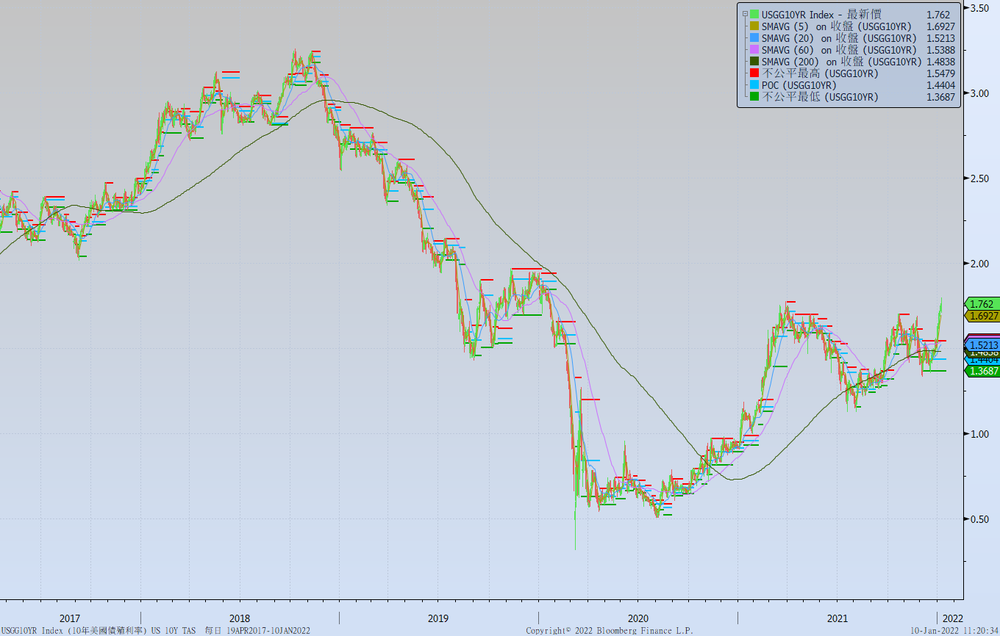 USGG10YR Index - 最新價 1.762
SMAVG (5) on 收盤 (USGG10YR) 1.6927
SMAVG (20) on 收盤 (USGG10YR) 1.5213
SMAVG (60) on 收盤 (USGG10YR) 1.5388
SMAVG (200) on 收盤 (USGG10YR) 1.4838
不公平最高 (USGG10YR) 1.5479
POC (USGG10YR) 1.4404
不公平最低 (USGG10YR) 1.3687
3.50
3.00
2.50
2.00
1.762
1.6927
1.5213
1.4838
1.4404
1.3687
1.00
0.50
2017 2018 2019 2020 2021 2022
USGG10YR Index (10年美國債殖利率) US 10Y TAS 每日 19APR2017-10JAN2022 Copyright© 2022 Bloomberg Finance L.P. 10-Jan-2022 11:20:34